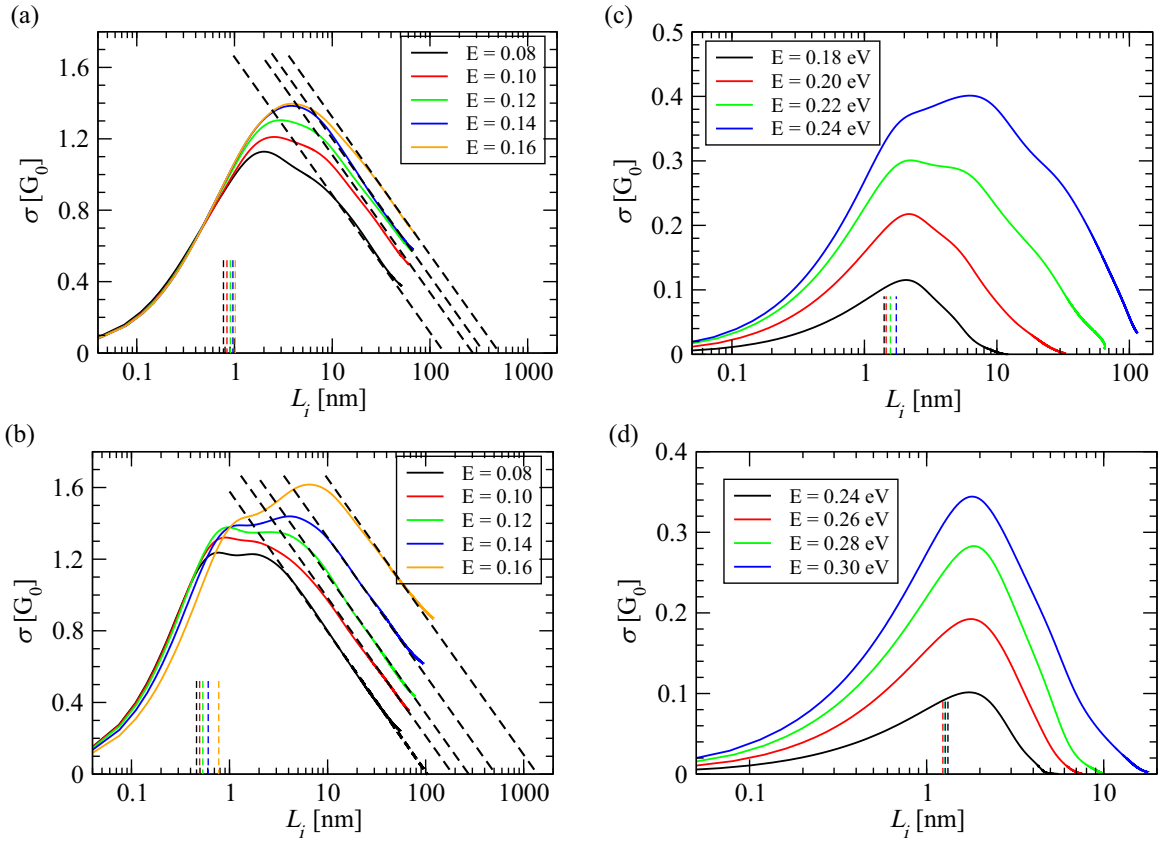 (a)
σ [G₀]
1.6
1.2
0.8
0.4
0
0.1
1
10
100
1000
L_i [nm]
E = 0.08
E = 0.10
E = 0.12
E = 0.14
E = 0.16
(c)
σ [G₀]
0.5
0.4
0.3
0.2
0.1
0
0.1
1
10
100
L_i [nm]
E = 0.18 eV
E = 0.20 eV
E = 0.22 eV
E = 0.24 eV
(b)
σ [G₀]
1.6
1.2
0.8
0.4
0
0.1
1
10
100
1000
L_i [nm]
E = 0.08
E = 0.10
E = 0.12
E = 0.14
E = 0.16
(d)
σ [G₀]
0.4
0.3
0.2
0.1
0
0.1
1
10
L_i [nm]
E = 0.24 eV
E = 0.26 eV
E = 0.28 eV
E = 0.30 eV